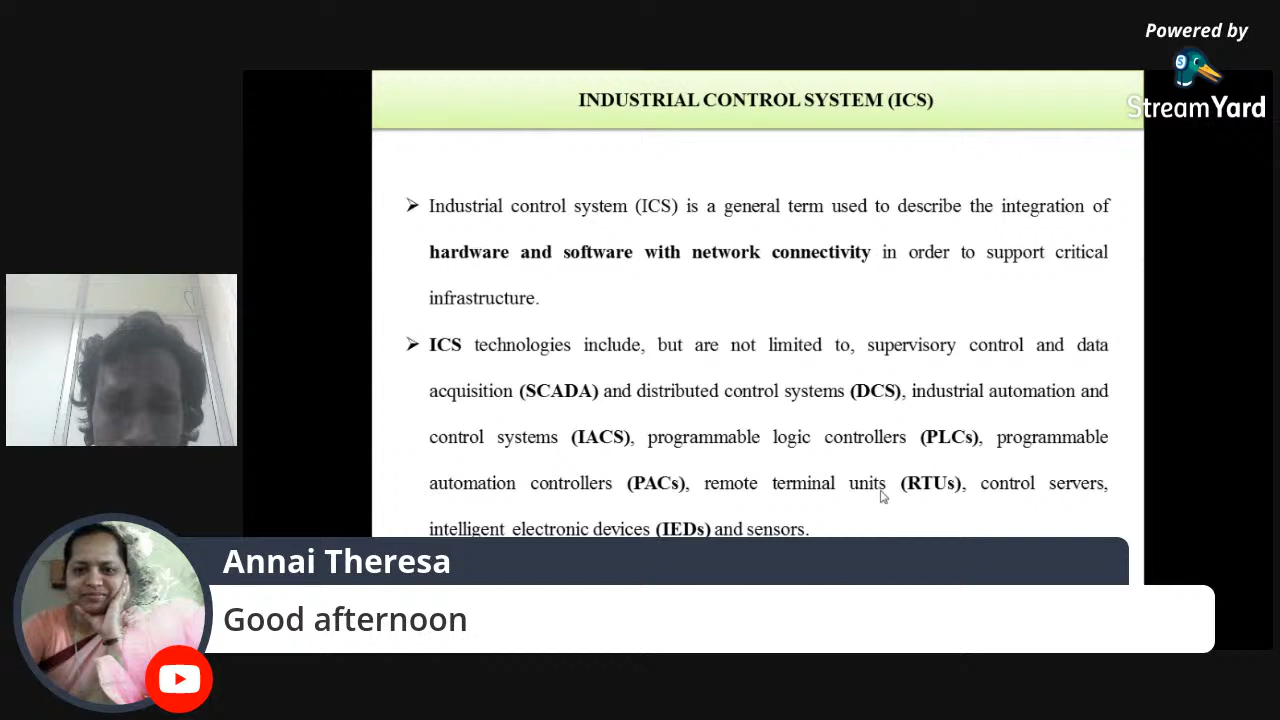 Powered by
StreamYard
INDUSTRIAL CONTROL SYSTEM (ICS)
➢ Industrial control system (ICS) is a general term used to describe the integration of
hardware and software with network connectivity in order to support critical
infrastructure.
➢ ICS technologies include, but are not limited to, supervisory control and data
acquisition (SCADA) and distributed control systems (DCS), industrial automation and
control systems (IACS), programmable logic controllers (PLCs), programmable
automation controllers (PACs), remote terminal units (RTUs), control servers,
intelligent electronic devices (IEDs) and sensors.
Annai Theresa
Good afternoon